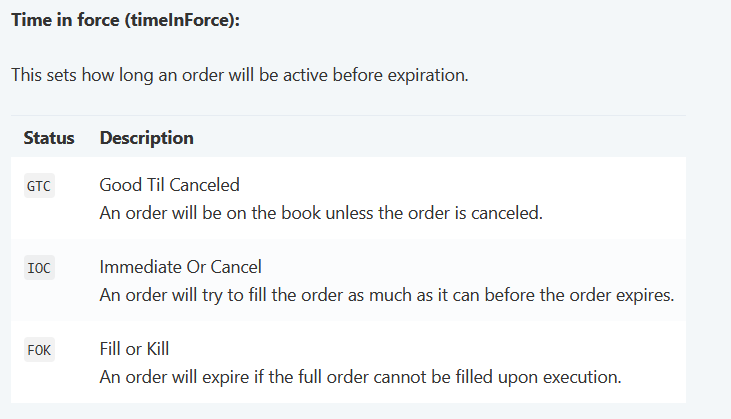 Time in force (timeInForce):
This sets how long an order will be active before expiration.
Status Description
GTC Good Til Canceled
An order will be on the book unless the order is canceled.
IOC Immediate Or Cancel
An order will try to fill the order as much as it can before the order expires.
FOK Fill or Kill
An order will expire if the full order cannot be filled upon execution.